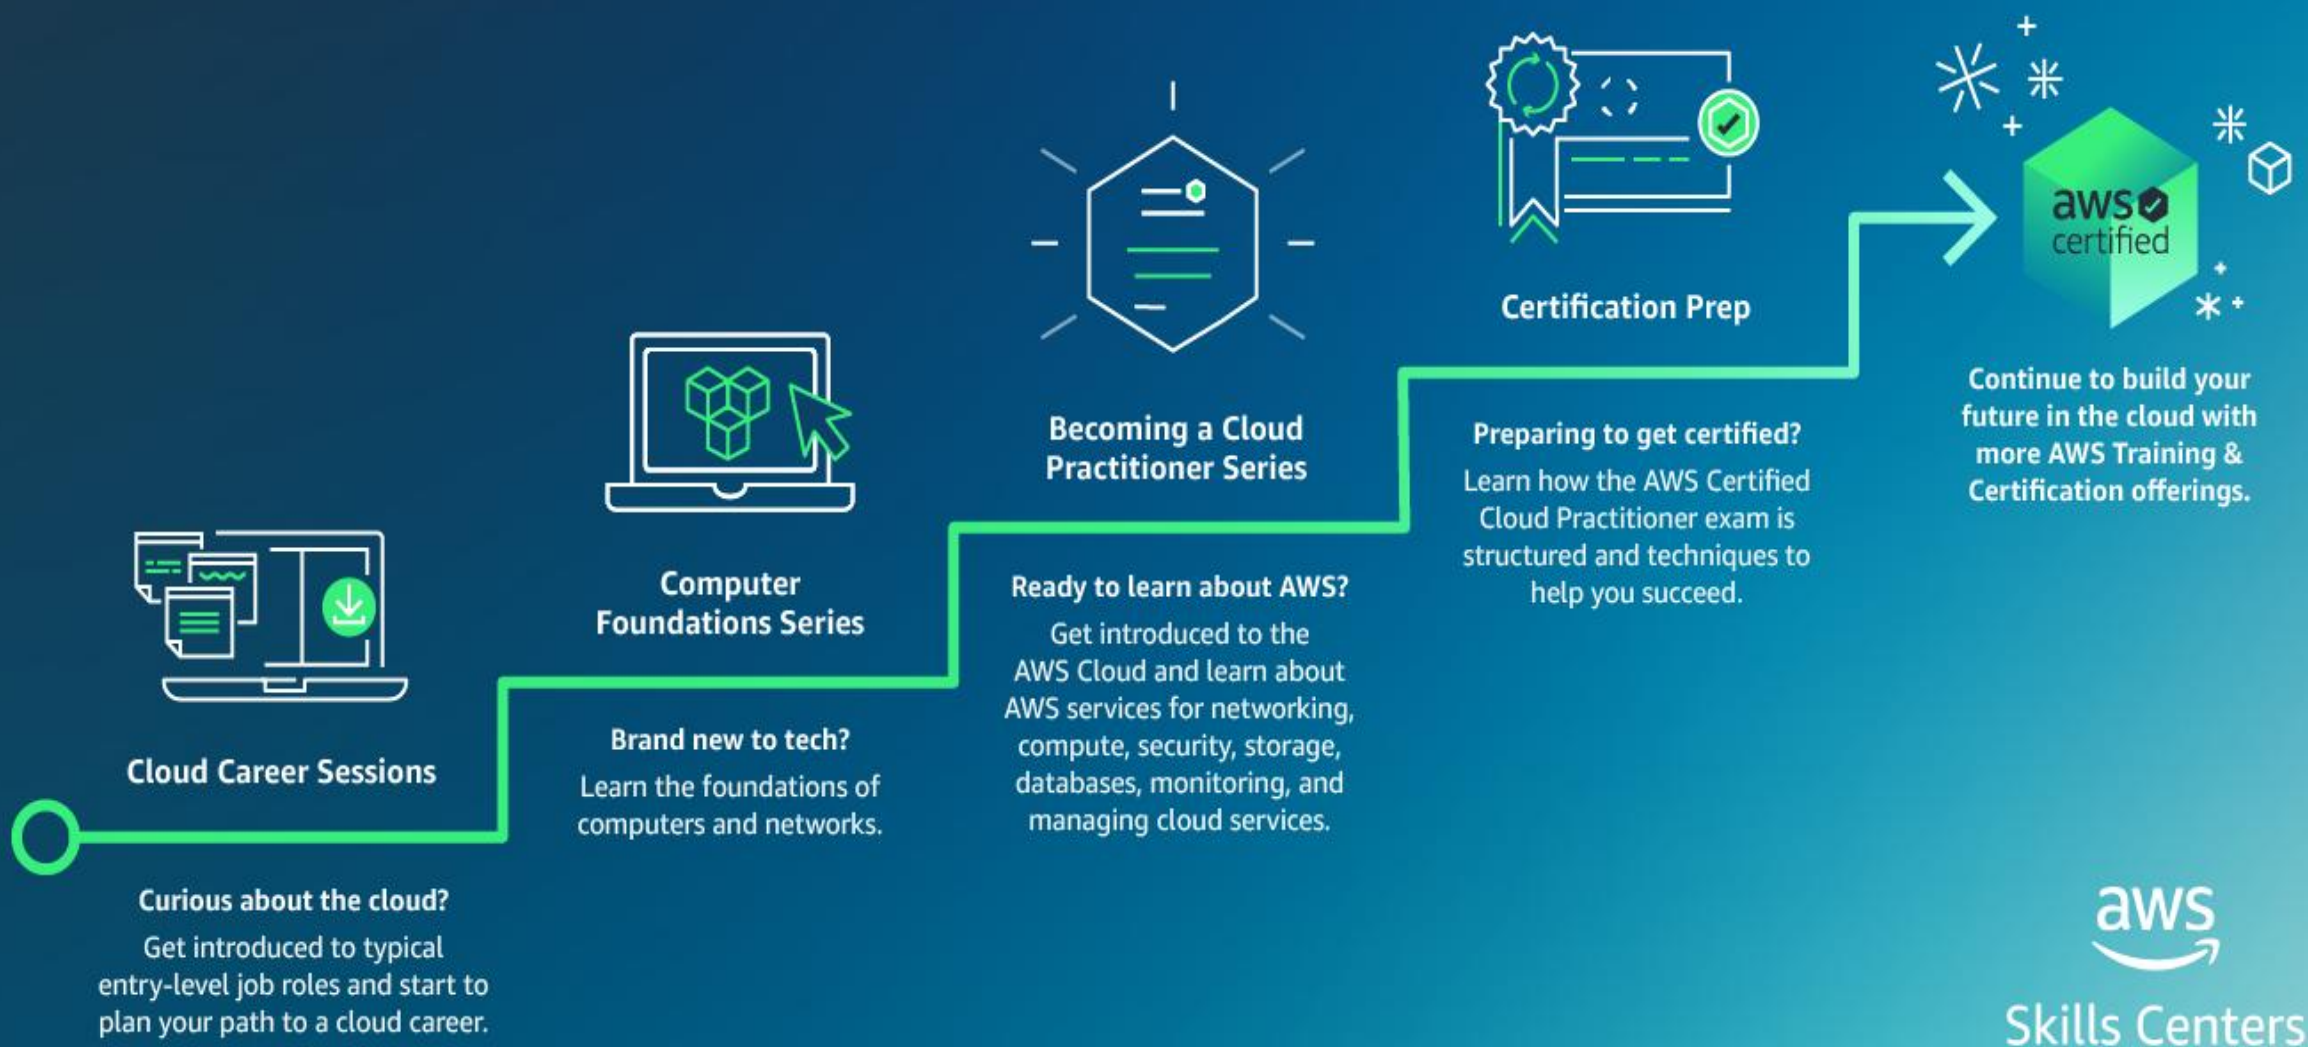 Cloud Career Sessions
Curious about the cloud?
Get introduced to typical
entry-level job roles and start to
plan your path to a cloud career.
Computer
Foundations Series
Brand new to tech?
Learn the foundations of
computers and networks.
Becoming a Cloud
Practitioner Series
Ready to learn about AWS?
Get introduced to the
AWS Cloud and learn about
AWS services for networking,
compute, security, storage,
databases, monitoring, and
managing cloud services.
Certification Prep
Preparing to get certified?
Learn how the AWS Certified
Cloud Practitioner exam is
structured and techniques to
help you succeed.
aws
certified
Continue to build your
future in the cloud with
more AWS Training &
Certification offerings.
aws
Skills Centers